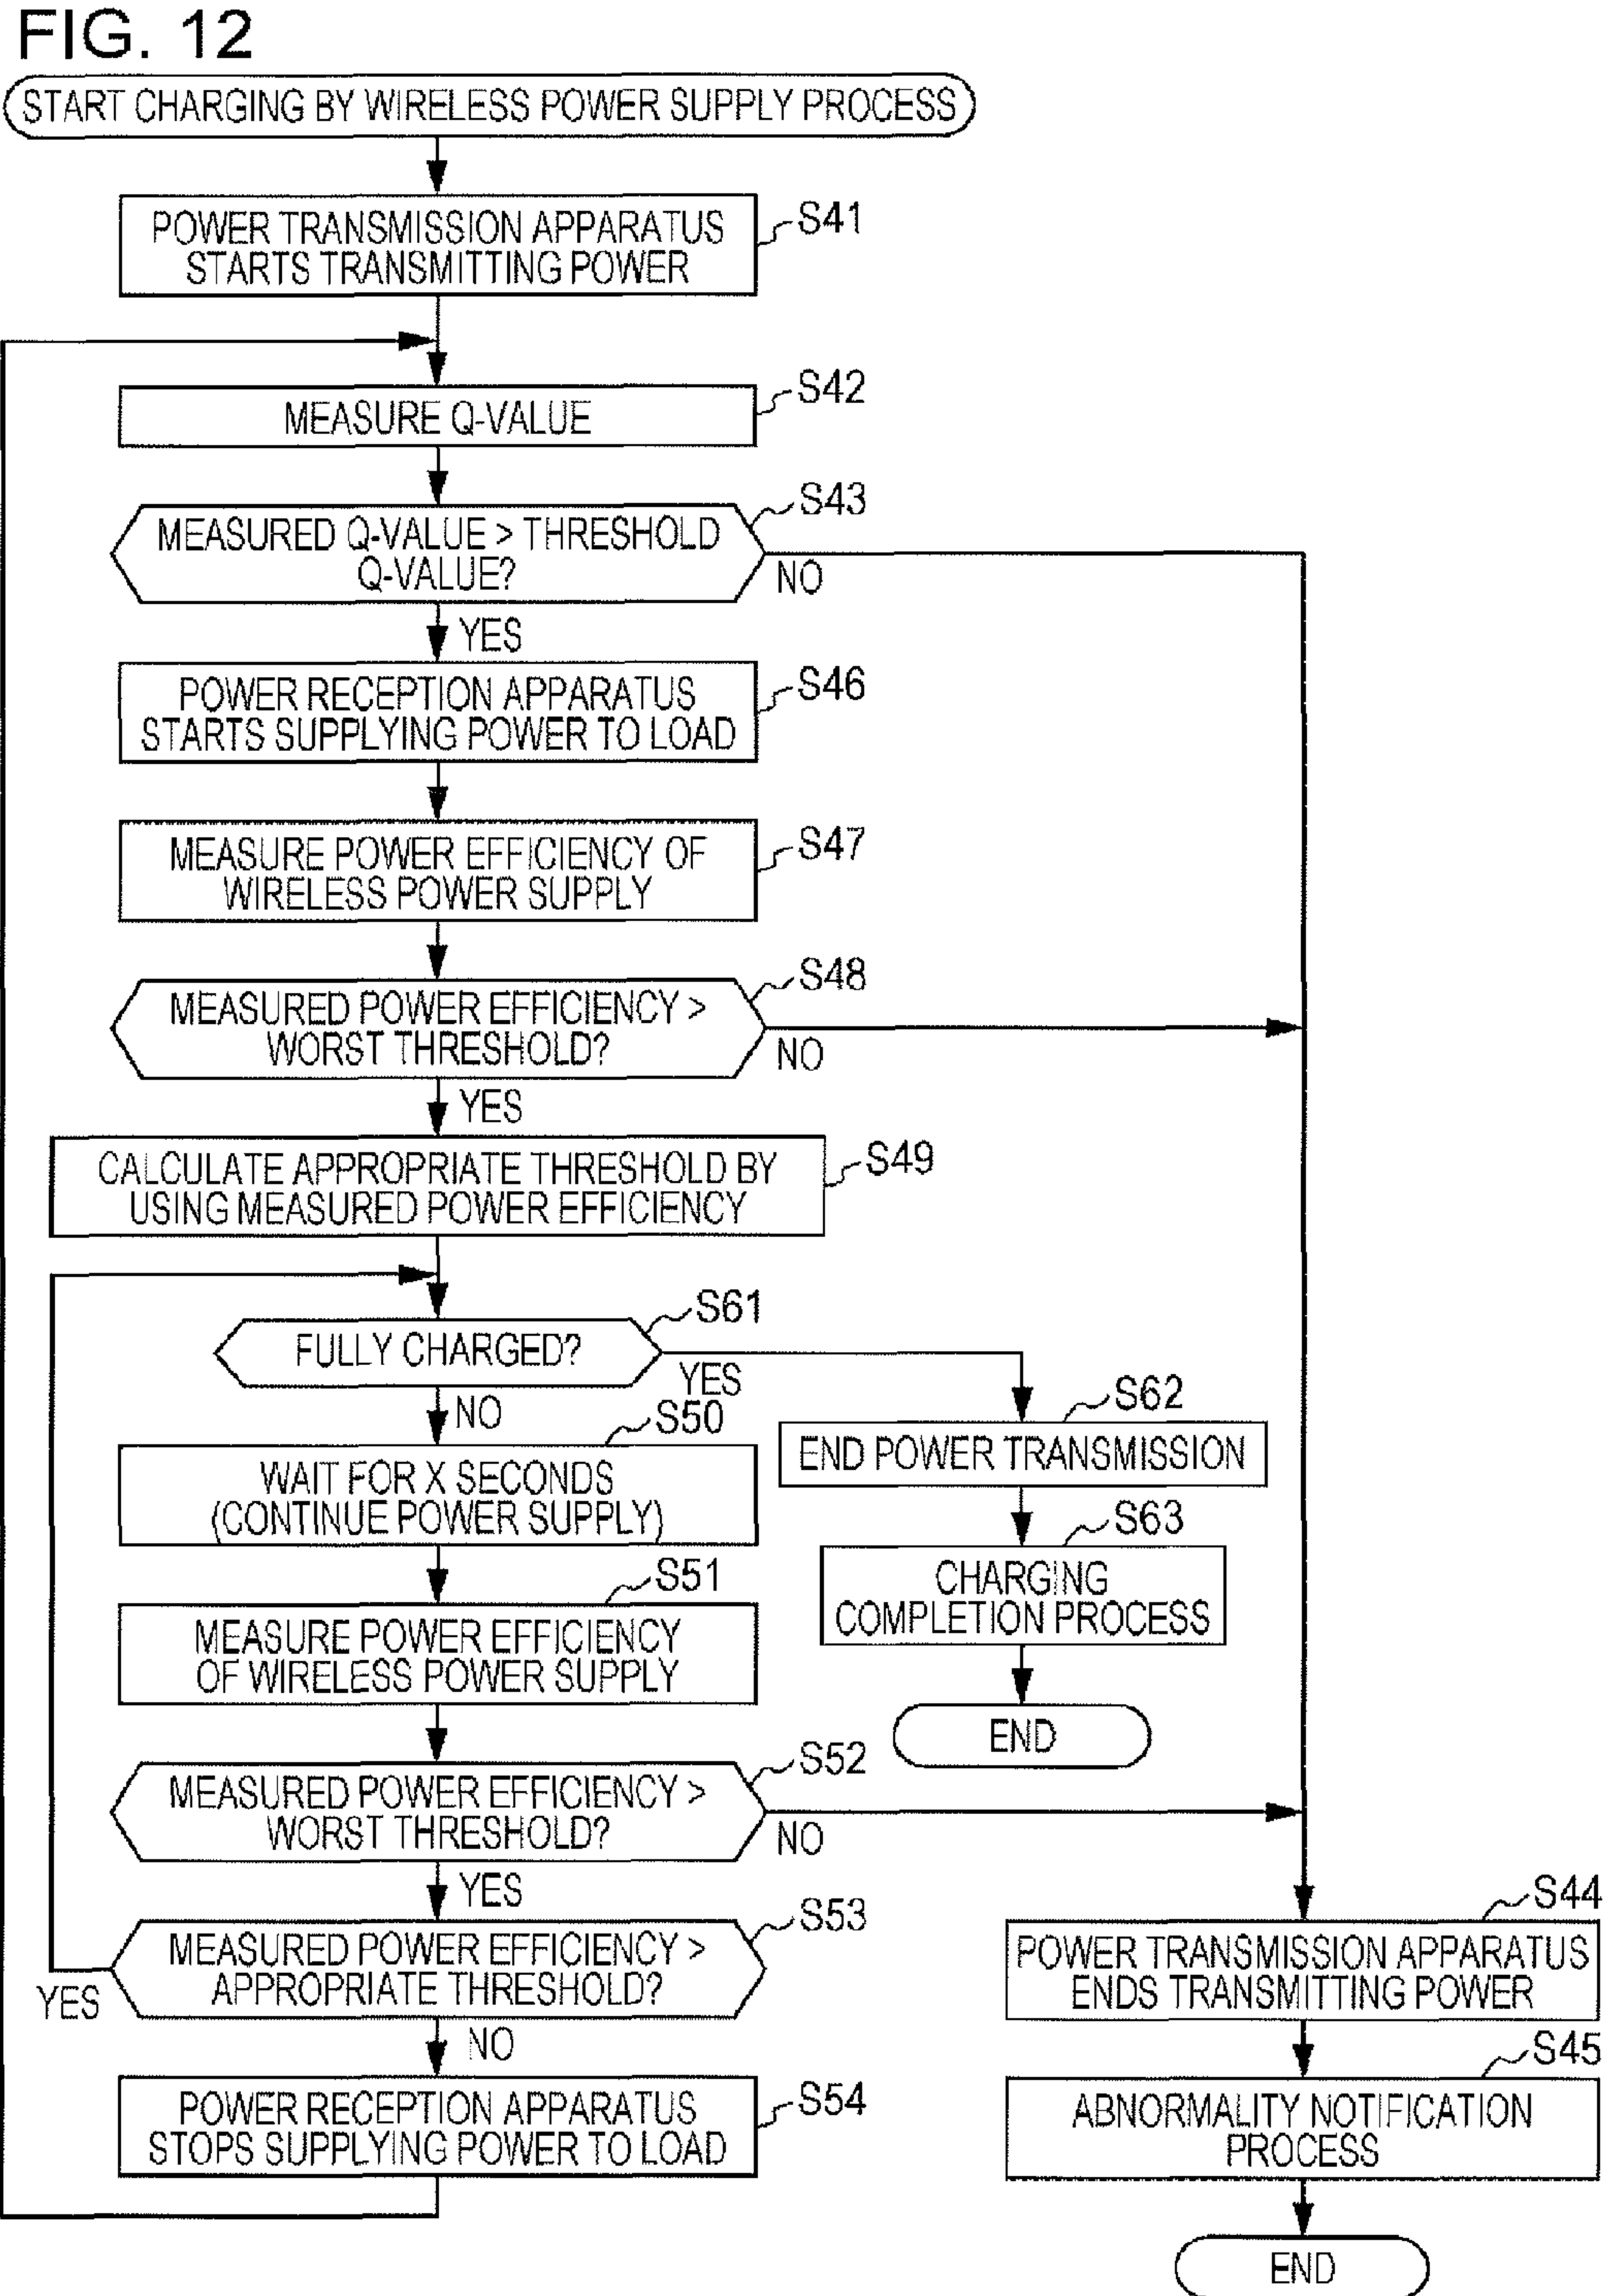 FIG. 12
START CHARGING BY WIRELESS POWER SUPPLY PROCESS
POWER TRANSMISSION APPARATUS
STARTS TRANSMITTING POWER
S41
MEASURE Q-VALUE
S42
MEASURED Q-VALUE > THRESHOLD
Q-VALUE?
S43
NO
YES
POWER RECEPTION APPARATUS
STARTS SUPPLYING POWER TO LOAD
S46
MEASURE POWER EFFICIENCY OF
WIRELESS POWER SUPPLY
S47
MEASURED POWER EFFICIENCY >
WORST THRESHOLD?
S48
NO
YES
CALCULATE APPROPRIATE THRESHOLD BY
USING MEASURED POWER EFFICIENCY
S49
FULLY CHARGED?
S61
YES
NO
S50
WAIT FOR X SECONDS
(CONTINUE POWER SUPPLY)
S62
END POWER TRANSMISSION
S63
CHARGING
COMPLETION PROCESS
END
S51
MEASURE POWER EFFICIENCY
OF WIRELESS POWER SUPPLY
MEASURED POWER EFFICIENCY >
WORST THRESHOLD?
S52
NO
YES
MEASURED POWER EFFICIENCY >
APPROPRIATE THRESHOLD?
S53
YES
NO
POWER RECEPTION APPARATUS
STOPS SUPPLYING POWER TO LOAD
S54
S44
POWER TRANSMISSION APPARATUS
ENDS TRANSMITTING POWER
S45
ABNORMALITY NOTIFICATION
PROCESS
END